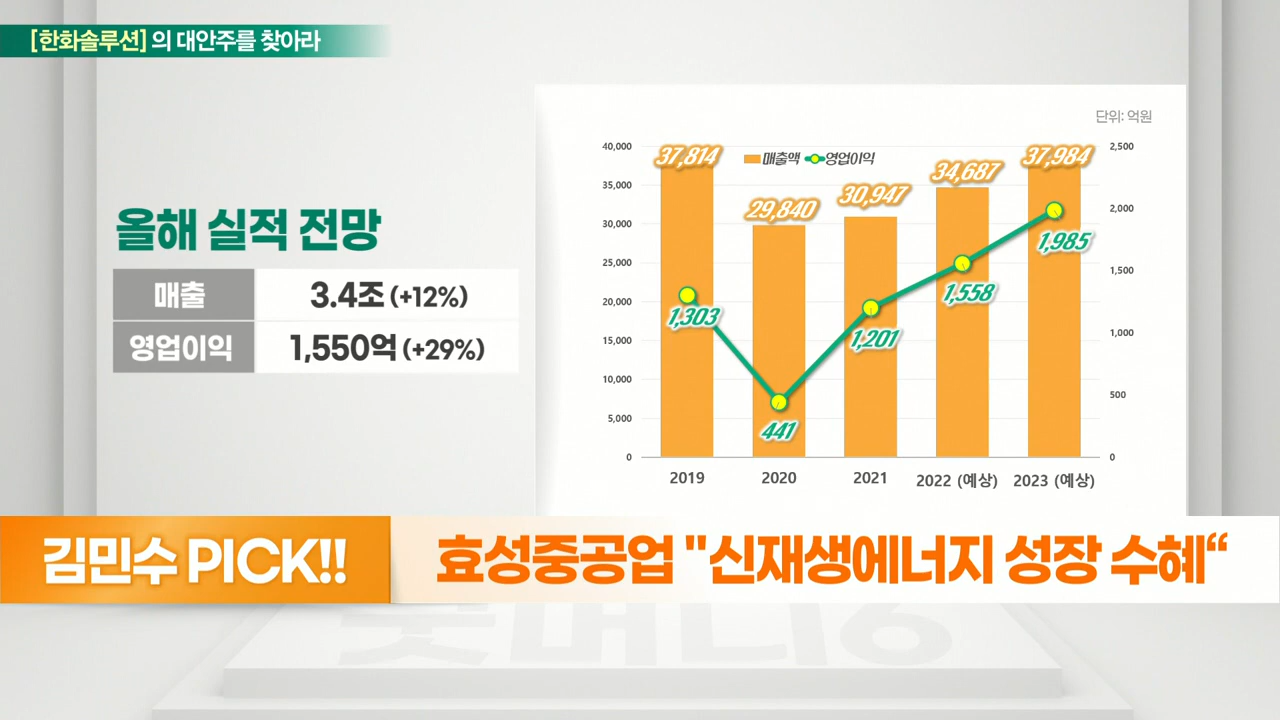 [한화솔루션]의 대안주를 찾아라
단위: 억원
올해 실적 전망
매출 3.4조 (+12%)
영업이익 1,550억 (+29%)
매출액 영업이익
40,000
35,000
30,000
25,000
20,000
15,000
10,000
5,000
0
2,500
2,000
1,500
1,000
500
0
37,814
29,840
30,947
34,687
37,984
1,303
441
1,201
1,558
1,985
2019 2020 2021 2022 (예상) 2023 (예상)
김민수 PICK!! 효성중공업 "신재생에너지 성장 수혜“
머니6